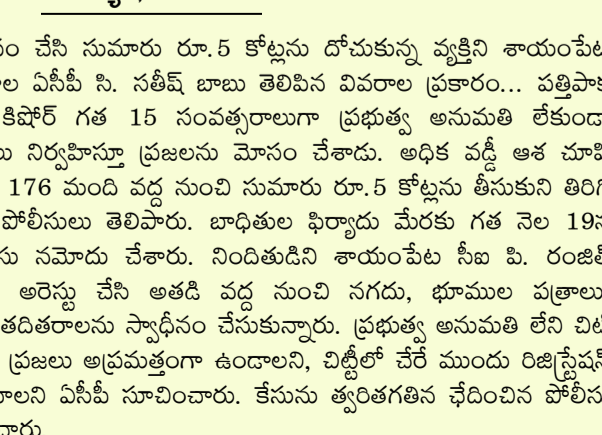 నం చేసి సుమారు రూ.5 కోట్లను దోచుకున్న వ్యక్తిని శాయంపేట
ల ఏసీపీ సి. సతీష్ బాబు తెలిపిన వివరాల ప్రకారం... పత్తిపాక
కిషోర్ గత 15 సంవత్సరాలుగా ప్రభుత్వ అనుమతి లేకుండా
లు నిర్వహిస్తూ ప్రజలను మోసం చేశాడు. అధిక వడ్డీ ఆశ చూపి
176 మంది వద్ద నుంచి సుమారు రూ.5 కోట్లను తీసుకుని తిరిగి
పోలీసులు తెలిపారు. బాధితుల ఫిర్యాదు మేరకు గత నెల 19న
సు నమోదు చేశారు. నిందితుడిని శాయంపేట సీఐ పి. రంజిత్
అరెస్టు చేసి అతడి వద్ద నుంచి నగదు, భూముల పత్రాలు
తదితరాలను స్వాధీనం చేసుకున్నారు. ప్రభుత్వ అనుమతి లేని చిట్
ప్రజలు అప్రమత్తంగా ఉండాలని, చిట్టీలో చేరే ముందు రిజిస్ట్రేషన్
లని ఏసీపీ సూచించారు. కేసును త్వరితగతిన ఛేదించిన పోలీసు